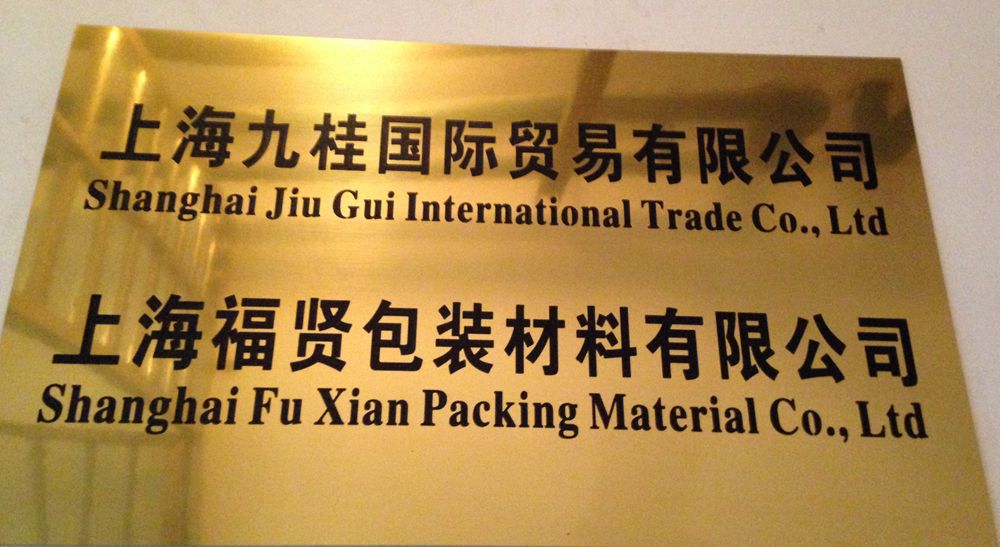 上海九桂国际贸易有限公司
Shanghai Jiu Gui International Trade Co., Ltd
上海福贤包装材料有限公司
Shanghai Fu Xian Packing Material Co., Ltd